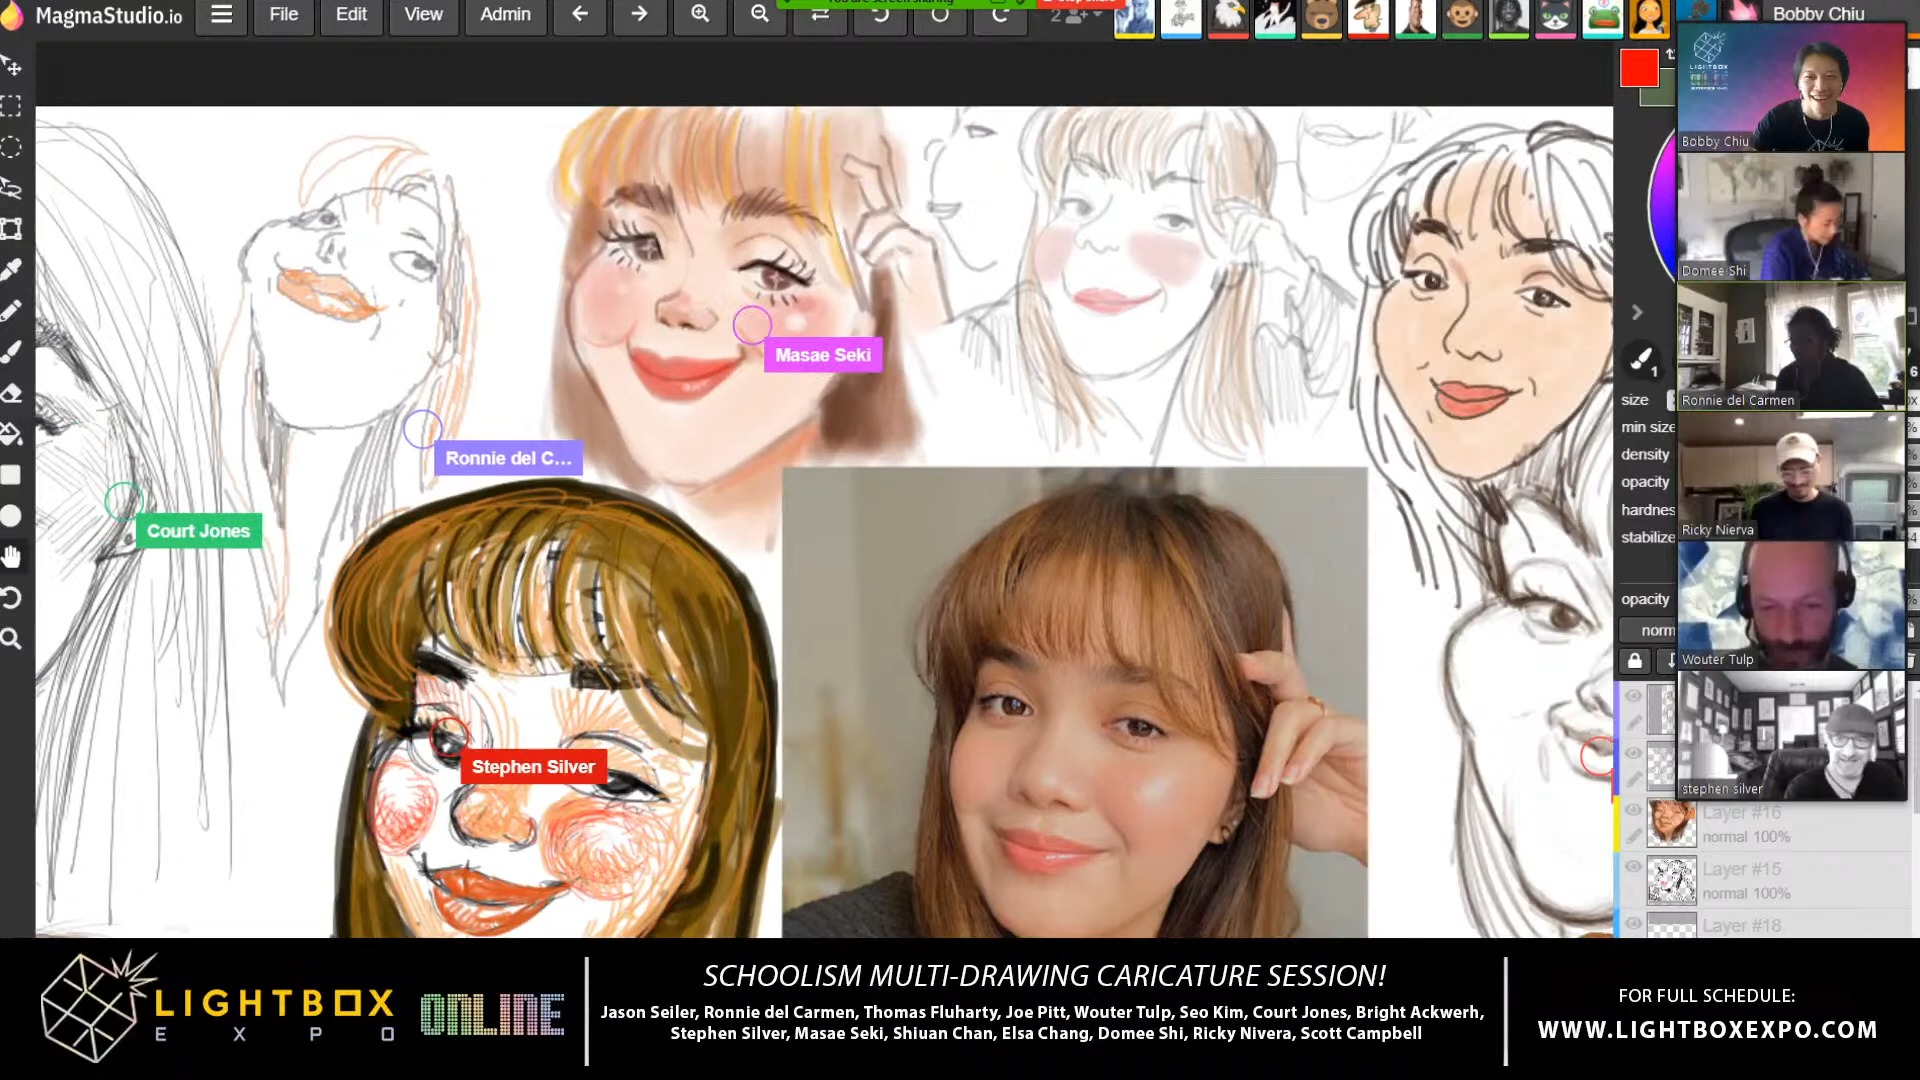 MagmaStudio.io
File
Edit
View
Admin
2
Bobby Chiu
LIGHTBOX
Bobby Chiu
Domee Shi
Ronnie del Carmen
Ricky Nierva
Wouter Tulp
stephen silver
Masae Seki
Ronnie del C...
Court Jones
Stephen Silver
1
size
min size
density
opacity
hardnes
stabilize
opacity
norm
Layer #16
normal 100%
Layer #15
normal 100%
Layer #18
LIGHTBOX
EXPO
ONLINE
SCHOOLISM MULTI-DRAWING CARICATURE SESSION!
Jason Seiler, Ronnie del Carmen, Thomas Fluharty, Joe Pitt, Wouter Tulp, Seo Kim, Court Jones, Bright Ackwerh,
Stephen Silver, Masae Seki, Shiuan Chan, Elsa Chang, Domee Shi, Ricky Nivera, Scott Campbell
FOR FULL SCHEDULE:
WWW.LIGHTBOXEXPO.COM